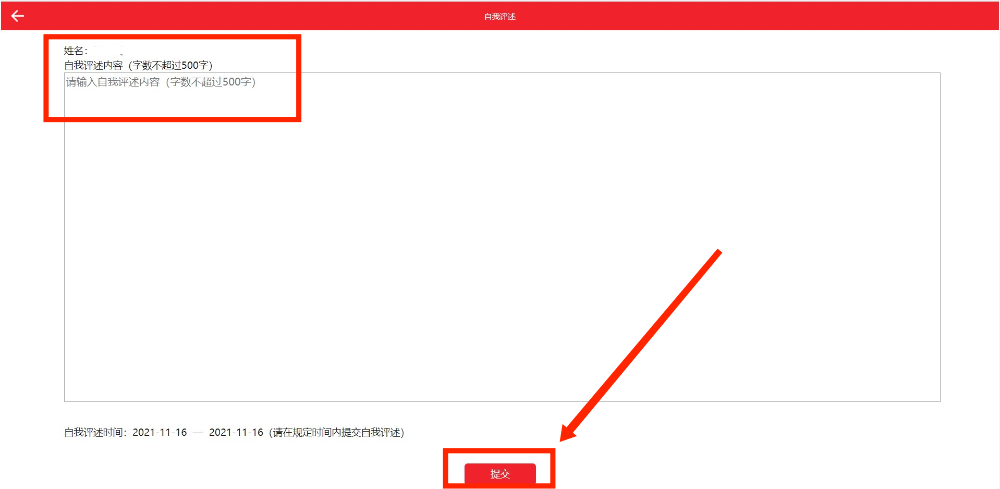 自我评述
姓名：
自我评述内容（字数不超过500字）
请输入自我评述内容（字数不超过500字）
自我评述时间：2021-11-16 — 2021-11-16（请在规定时间内提交自我评述）
提交